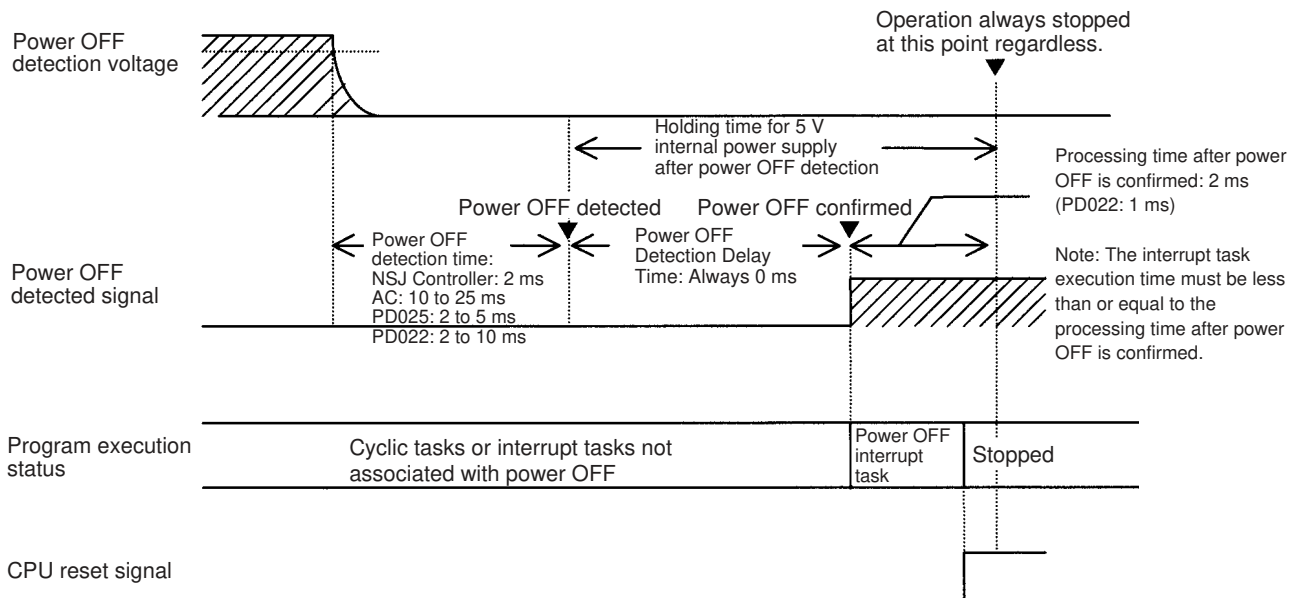 Operation always stopped
at this point regardless.
Power OFF
detection voltage
Holding time for 5 V
internal power supply
after power OFF detection
Processing time after power
OFF is confirmed: 2 ms
(PD022: 1 ms)
Power OFF detected
Power OFF confirmed
Power OFF
detection time:
NSJ Controller: 2 ms
AC: 10 to 25 ms
PD025: 2 to 5 ms
PD022: 2 to 10 ms
Power OFF
Detection Delay
Time: Always 0 ms
Power OFF
detected signal
Note: The interrupt task
execution time must be less
than or equal to the
processing time after power
OFF is confirmed.
Program execution
status
Cyclic tasks or interrupt tasks not
associated with power OFF
Power OFF
interrupt
task
Stopped
CPU reset signal